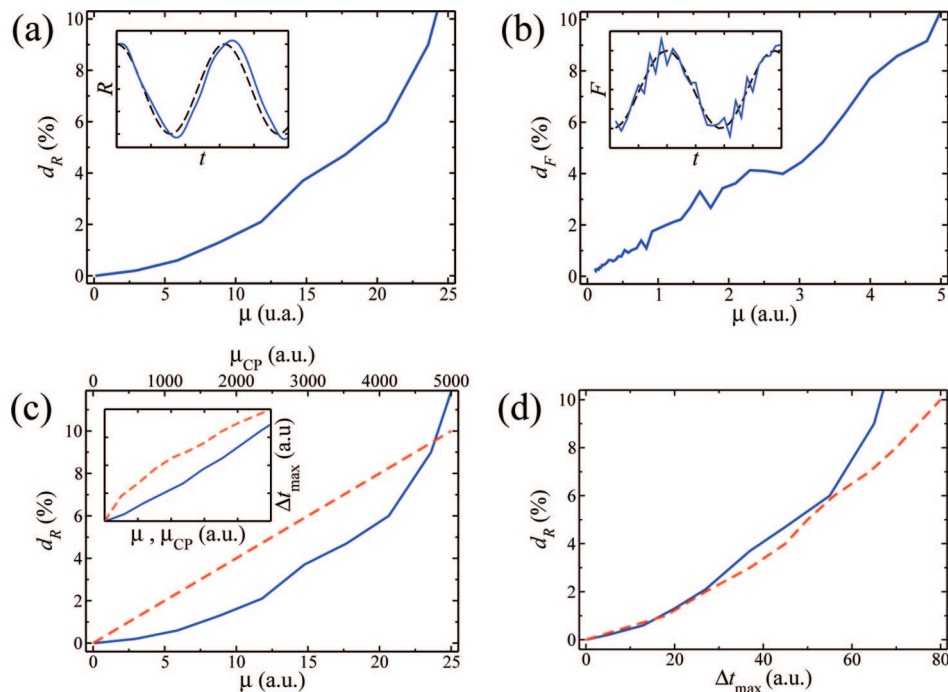 (a)
R
t
d_R (%)
10
8
6
4
2
0
0 5 10 15 20 25
μ (u.a.)
(b)
F
t
d_F (%)
10
8
6
4
2
0
0 1 2 3 4 5
μ (a.u.)
(c)
μ_CP (a.u.)
0 1000 2000 3000 4000 5000
d_R (%)
10
8
6
4
2
0
Δt_max (a.u)
μ , μ_CP (a.u.)
0 5 10 15 20 25
μ (a.u.)
(d)
d_R (%)
10
8
6
4
2
0
0 20 40 60 80
Δt_max (a.u.)